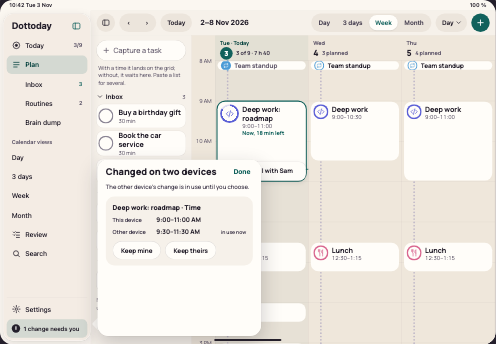 10:42 Tue 3 Nov
100 %
Dottoday
Today 3/9
Plan
Inbox 3
Routines 2
Brain dump
Calendar views
Day
3 days
Week
Month
Review
Search
Settings
1 change needs you
Today
2–8 Nov 2026
Day
3 days
Week
Month
Day
+ Capture a task
With a time it lands on the grid;
without, it waits here. Paste a list
for several.
Inbox 3
Buy a birthday gift
30 min
Book the car
service
30 min
Tue · Today
3 3 of 9 · 7 h 40
Wed
4 3 planned
Thu
5 4 planned
8 AM
9 AM
10 AM
Team standup
Team standup
Team standup
Deep work:
roadmap
9:00–11:00
Now, 18 min left
Deep work
9:00–10:30
Deep work
9:00–11:00
l with Sam
Lunch
12:30–1:15
Lunch
12:30–1:15
:15
Changed on two devices
Done
The other device's change is in use until you choose.
Deep work: roadmap · Time
This device 9:00–11:00 AM
Other device 9:30–11:30 AM in use now
Keep mine
Keep theirs